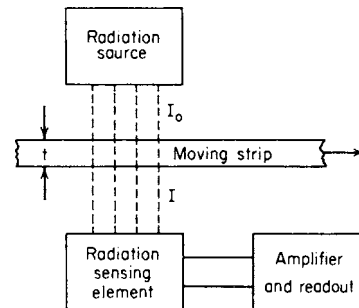 Radiation
source
I₀
t
Moving strip
I
Radiation
sensing
element
Amplifier
and readout